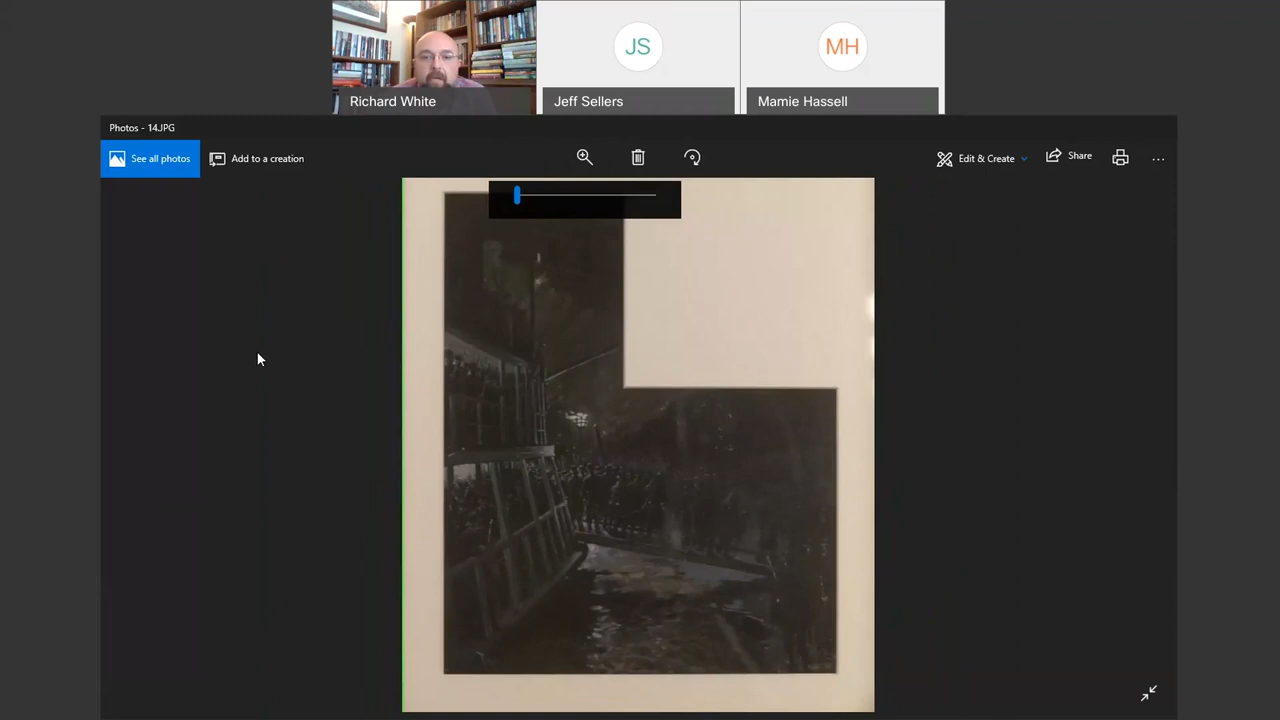 JS
MH
Richard White
Jeff Sellers
Mamie Hassell
Photos - 14.JPG
See all photos
Add to a creation
Edit & Create
Share